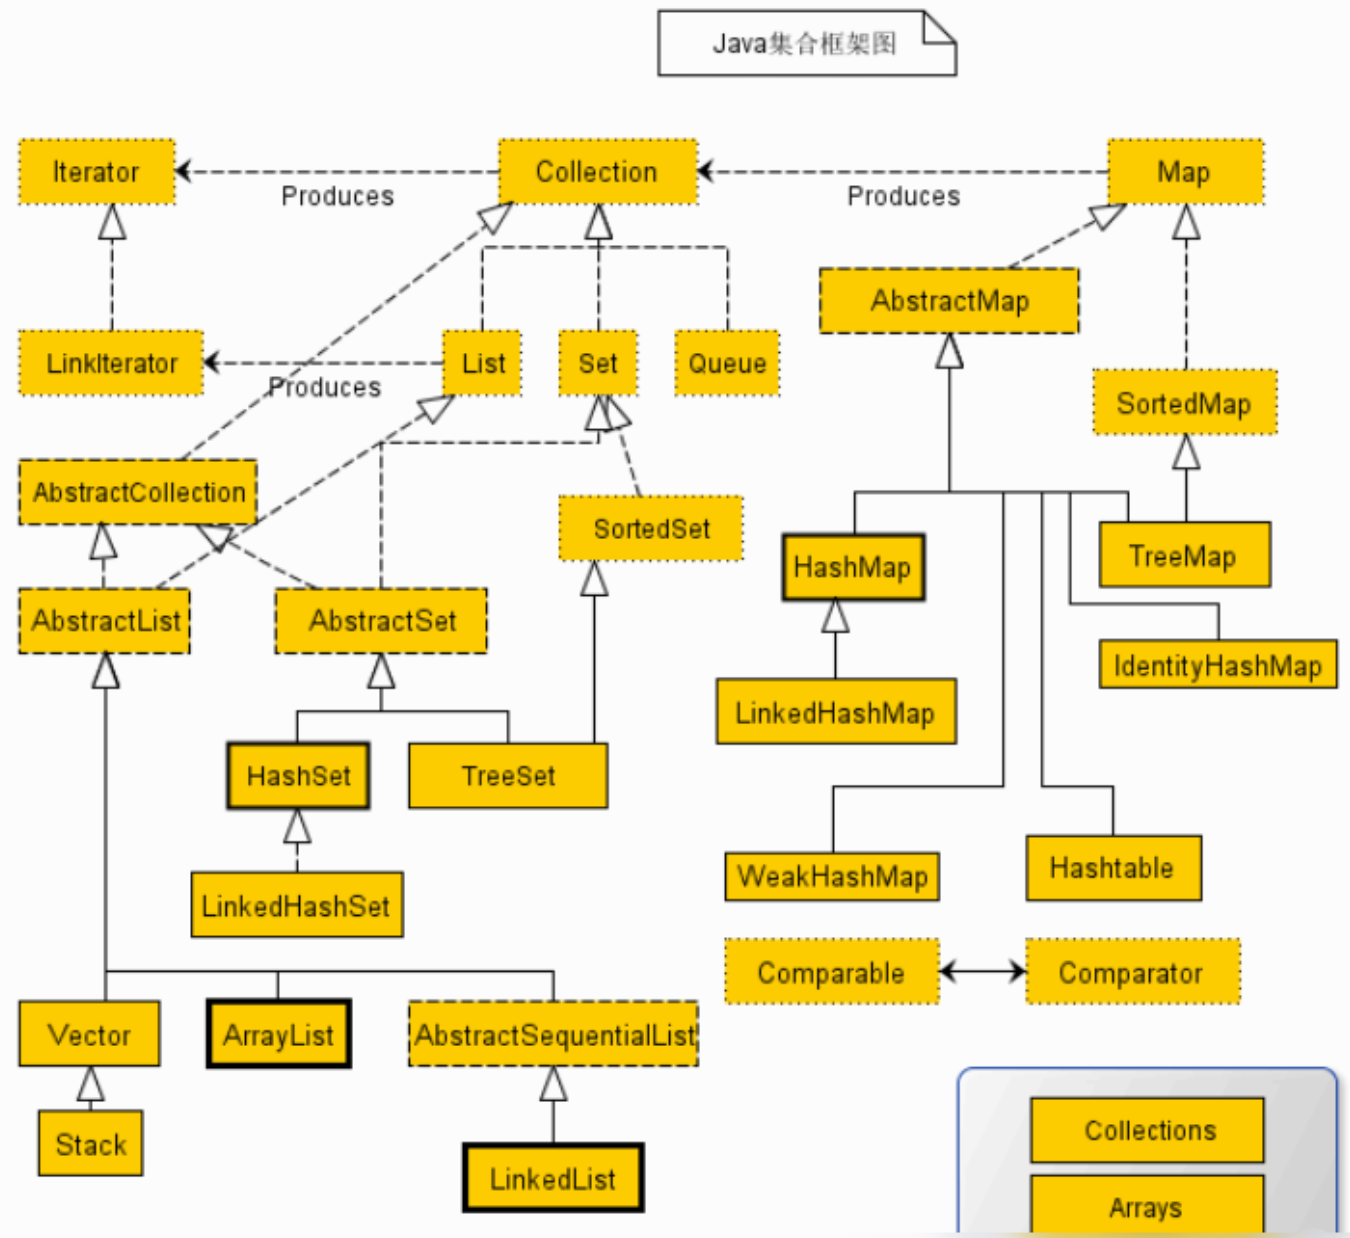 Java集合框架图
Iterator
Collection
Map
Produces
Produces
AbstractMap
LinkIterator
List
Set
Queue
Produces
SortedMap
AbstractCollection
SortedSet
HashMap
TreeMap
AbstractList
AbstractSet
IdentityHashMap
LinkedHashMap
HashSet
TreeSet
WeakHashMap
Hashtable
LinkedHashSet
Comparable
Comparator
Vector
ArrayList
AbstractSequentialList
Collections
Stack
LinkedList
Arrays